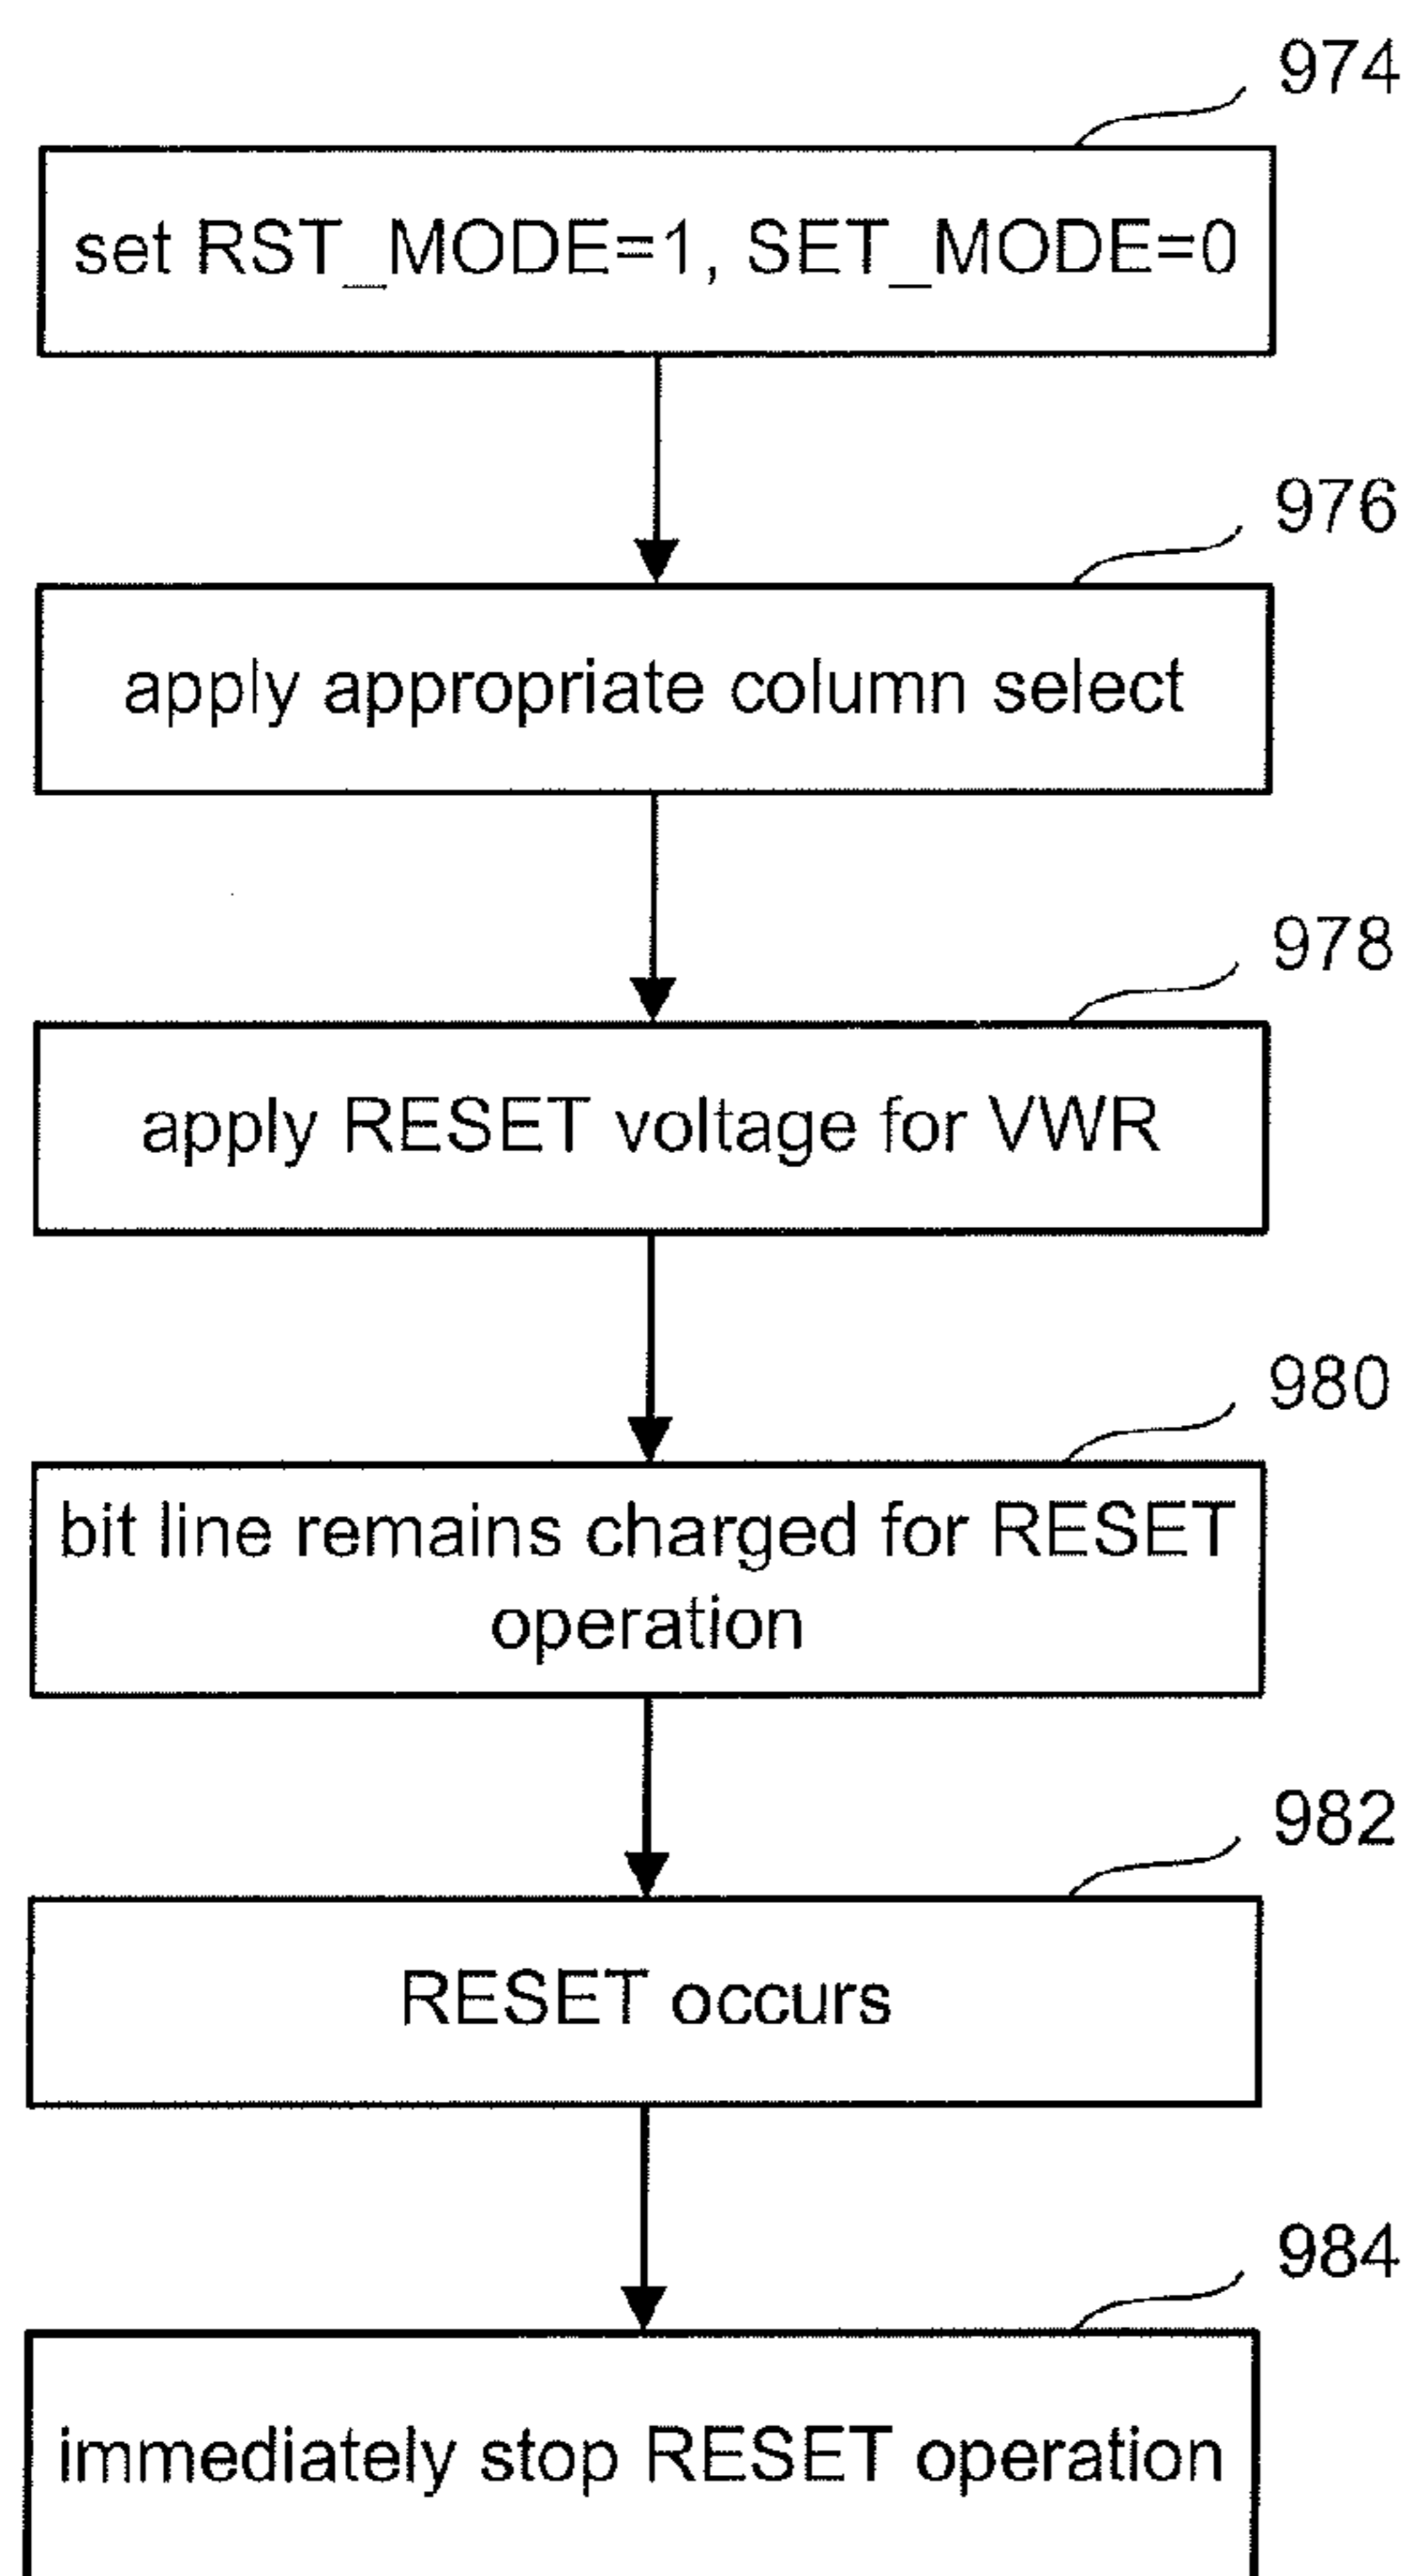 974
set RST_MODE=1, SET_MODE=0
976
apply appropriate column select
978
apply RESET voltage for VWR
980
bit line remains charged for RESET
operation
982
RESET occurs
984
immediately stop RESET operation